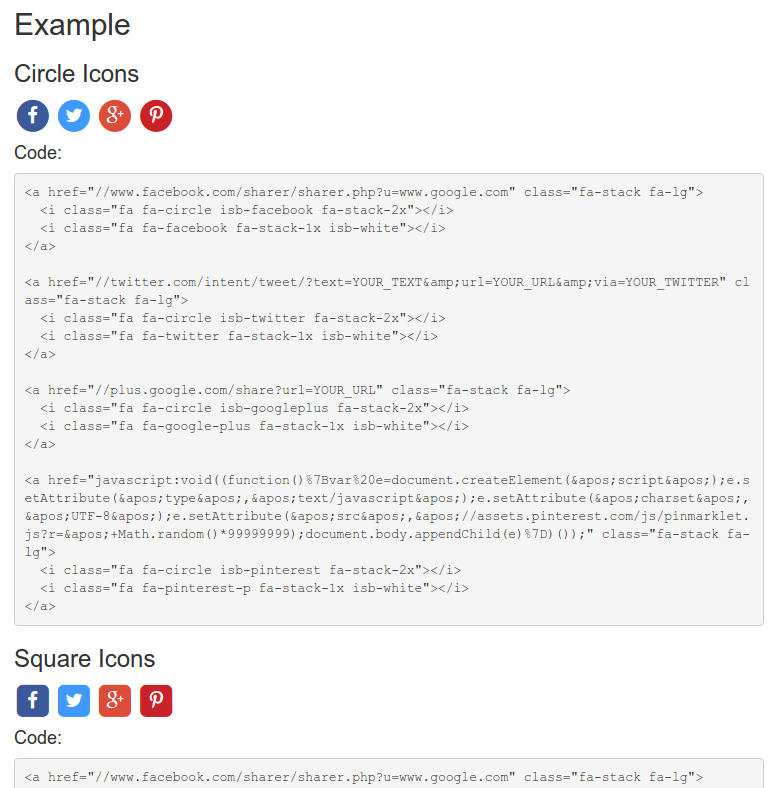 Example
Circle Icons
Code:
<a href="//www.facebook.com/sharer/sharer.php?u=www.google.com" class="fa-stack fa-lg">
  <i class="fa fa-circle isb-facebook fa-stack-2x"></i>
  <i class="fa fa-facebook fa-stack-1x isb-white"></i>
</a>
<a href="//twitter.com/intent/tweet/?text=YOUR_TEXT&amp;url=YOUR_URL&amp;via=YOUR_TWITTER" cl
ass="fa-stack fa-lg">
  <i class="fa fa-circle isb-twitter fa-stack-2x"></i>
  <i class="fa fa-twitter fa-stack-1x isb-white"></i>
</a>
<a href="//plus.google.com/share?url=YOUR_URL" class="fa-stack fa-lg">
  <i class="fa fa-circle isb-googleplus fa-stack-2x"></i>
  <i class="fa fa-google-plus fa-stack-1x isb-white"></i>
</a>
<a href="javascript:void((function()%7Bvar%20e=document.createElement(&apos;script&apos;);e.s
etAttribute(&apos;type&apos;,&apos;text/javascript&apos;);e.setAttribute(&apos;charset&apos;,
&apos;UTF-8&apos;);e.setAttribute(&apos;src&apos;,&apos;//assets.pinterest.com/js/pinmarklet.
js?r=&apos;+Math.random()*99999999);document.body.appendChild(e)%7D)());" class="fa-stack fa-
lg">
  <i class="fa fa-circle isb-pinterest fa-stack-2x"></i>
  <i class="fa fa-pinterest-p fa-stack-1x isb-white"></i>
</a>
Square Icons
Code:
<a href="//www.facebook.com/sharer/sharer.php?u=www.google.com" class="fa-stack fa-lg">